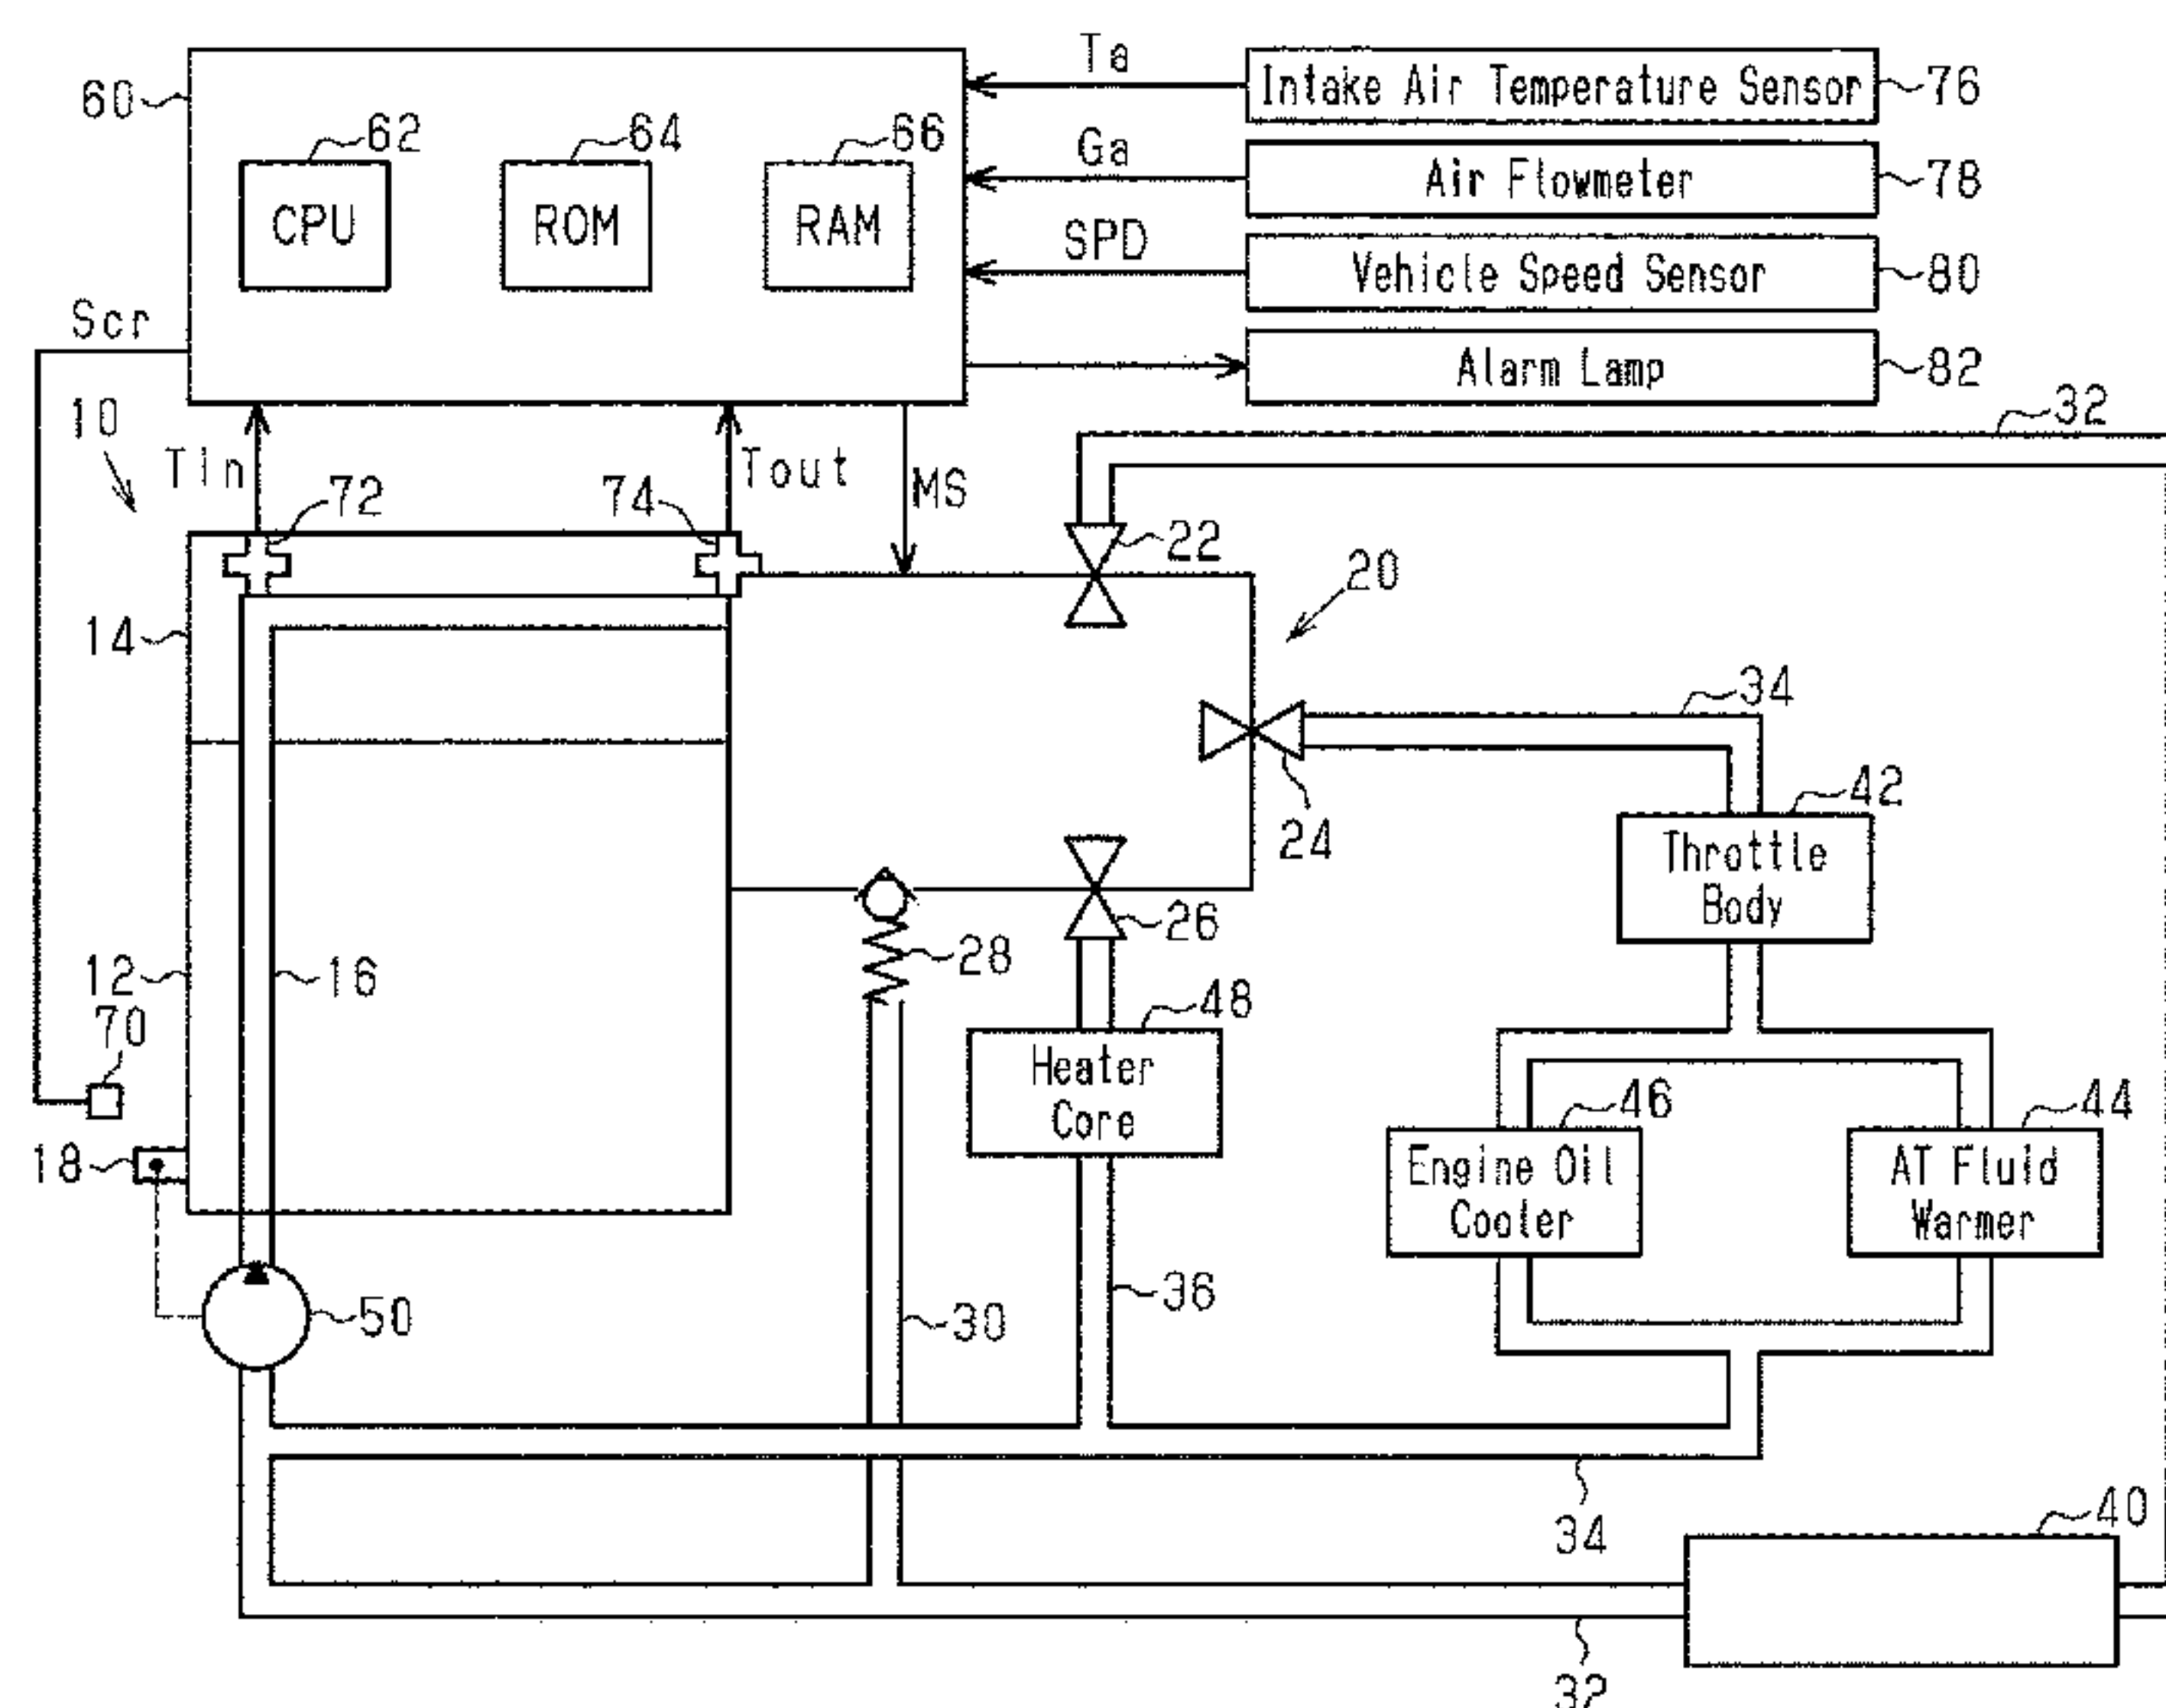 Ta
Intake Air Temperature Sensor
76
60
62
64
66
Ga
Air Flowmeter
78
CPU
ROM
RAM
SPD
Vehicle Speed Sensor
80
Scr
Alarm Lamp
82
10
32
Tin
72
74
Tout
MS
22
20
14
34
42
24
Throttle
Body
26
12
16
28
48
70
Heater
Core
46
44
18
Engine Oil
Cooler
AT Fluid
Warmer
36
50
30
40
34
32